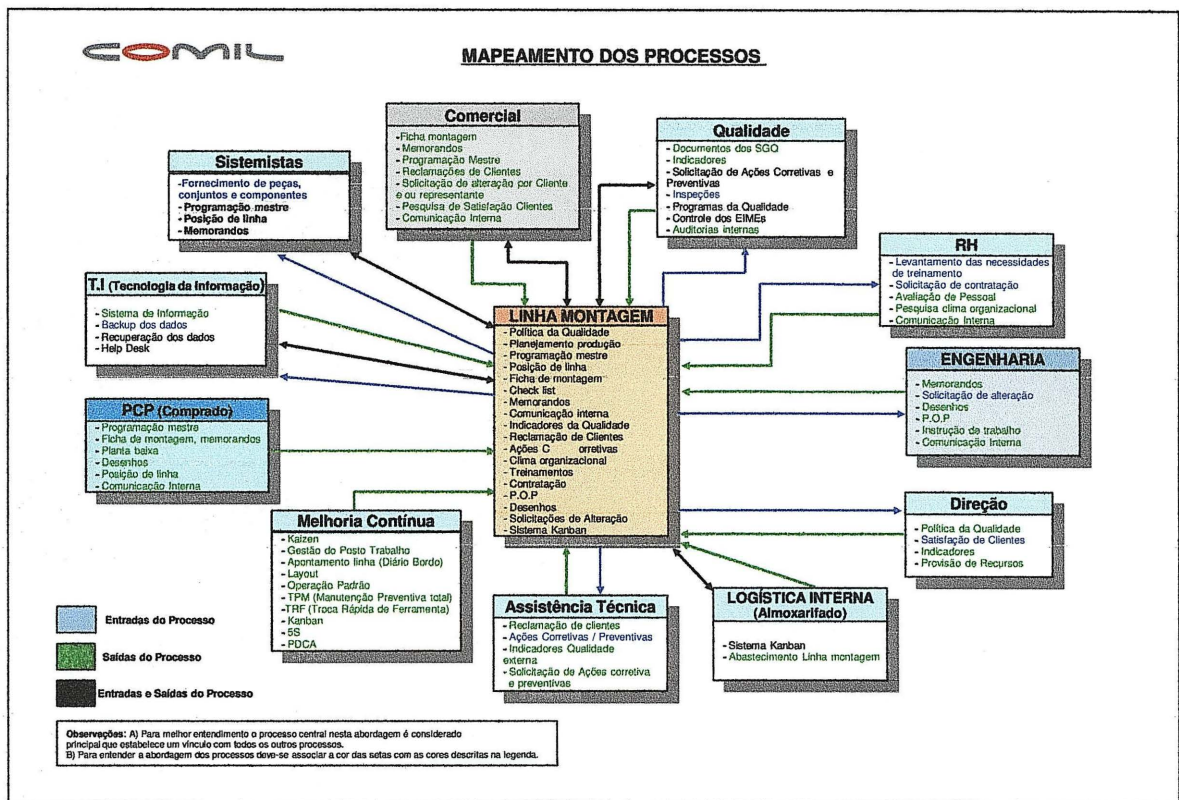 COMIL
MAPEAMENTO DOS PROCESSOS
Comercial
-Ficha montagem
- Memorandos
- Programação Mestre
- Reclamações de Clientes
- Solicitação de alteração por Cliente
e ou representante
- Pesquisa de Satisfação Clientes
- Comunicação Interna
Qualidade
- Documentos dos SGQ
- Indicadores
- Solicitação de Ações Corretivas e
Preventivas
- Inspeções
- Programas da Qualidade
- Controle dos EIMEs
- Auditorias internas
Sistemistas
-Fornecimento de peças,
conjuntos e componentes
- Programação mestre
- Posição de linha
- Memorandos
RH
- Levantamento das necessidades
de treinamento
- Solicitação de contratação
- Avaliação de Pessoal
- Pesquisa clima organizacional
- Comunicação Interna
T.I (Tecnologia da Informação)
- Sistema de Informação
- Backup dos dados
- Recuperação dos dados
- Help Desk
LINHA MONTAGEM
- Política da Qualidade
- Planejamento produção
- Programação mestre
- Posição de linha
- Ficha de montagem
- Check list
- Memorandos
- Comunicação interna
- Indicadores da Qualidade
- Reclamação de Clientes
- Ações C orretivas
- Clima organizacional
- Treinamentos
- Contratação
- P.O.P
- Desenhos
- Solicitações de Alteração
- Sistema Kanban
ENGENHARIA
- Memorandos
- Solicitação de alteração
- Desenhos
- P.O.P
- Instrução de trabalho
- Comunicação Interna
PCP (Comprado)
- Programação mestre
- Ficha de montagem, memorandos
- Planta baixa
- Desenhos
- Posição de linha
- Comunicação Interna
Melhoria Contínua
- Kaizen
- Gestão do Posto Trabalho
- Apontamento linha (Diário Bordo)
- Layout
- Operação Padrão
- TPM (Manutenção Preventiva total)
-TRF (Troca Rápida de Ferramenta)
- Kanban
- 5S
- PDCA
Direção
- Política da Qualidade
- Satisfação de Clientes
- Indicadores
- Provisão de Recursos
Assistência Técnica
- Reclamação de clientes
- Ações Corretivas / Preventivas
- Indicadores Qualidade
externa
- Solicitação de Ações corretiva
e preventivas
LOGÍSTICA INTERNA
(Almoxarifado)
- Sistema Kanban
- Abastecimento Linha montagem
Entradas do Processo
Saídas do Processo
Entradas e Saídas do Processo
Observações: A) Para melhor entendimento o processo central nesta abordagem é considerado
principal que estabelece um vínculo com todos os outros processos.
B) Para entender a abordagem dos processos deve-se associar a cor das setas com as cores descritas na legenda.